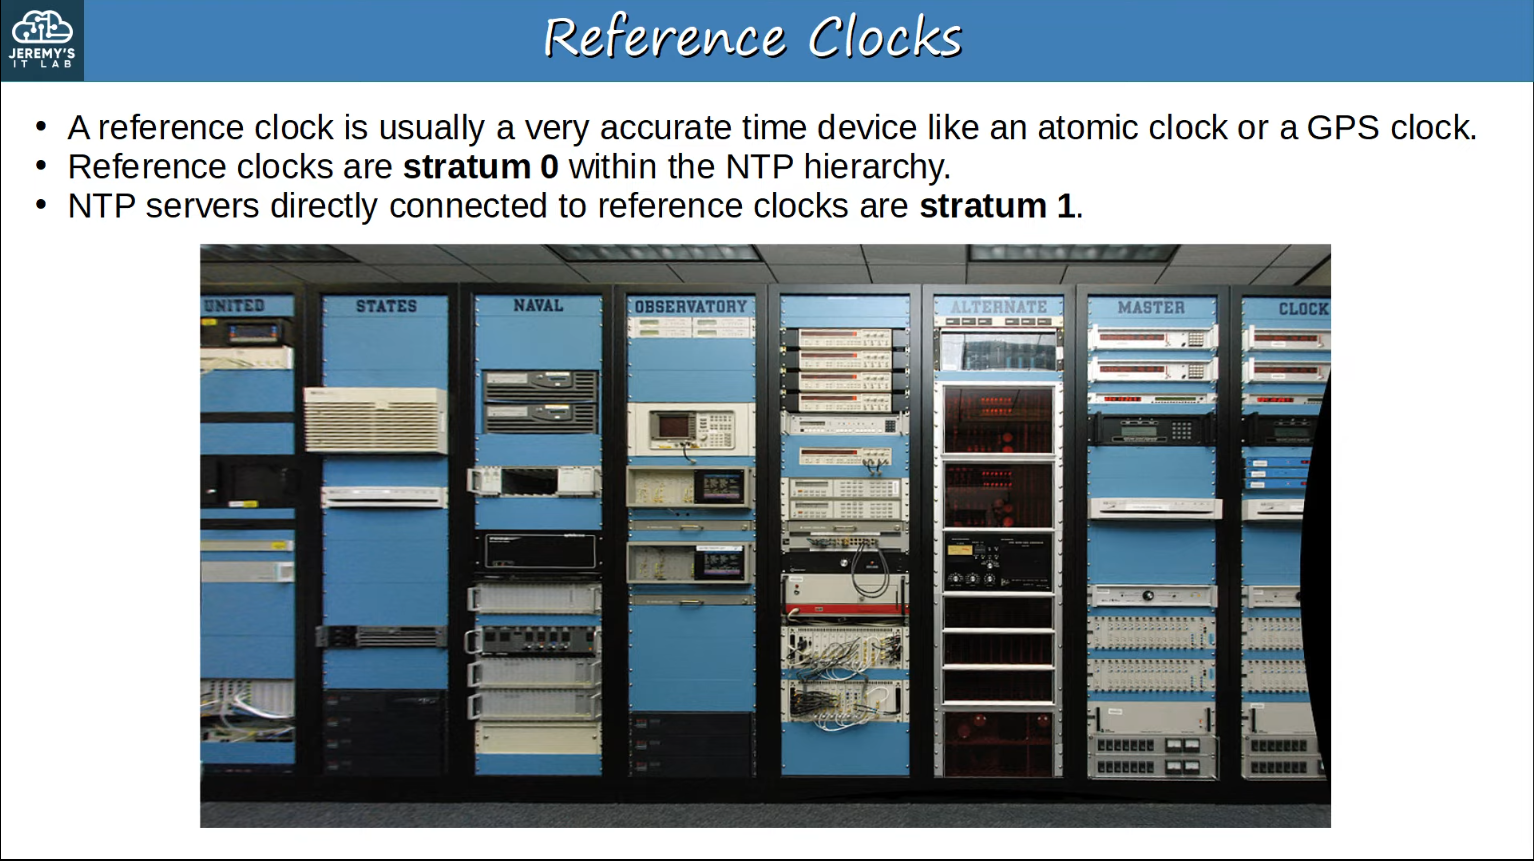 JEREMY'S
IT LAB
Reference Clocks
• A reference clock is usually a very accurate time device like an atomic clock or a GPS clock.
• Reference clocks are stratum 0 within the NTP hierarchy.
• NTP servers directly connected to reference clocks are stratum 1.
UNITED STATES NAVAL OBSERVATORY ALTERNATE MASTER CLOCK